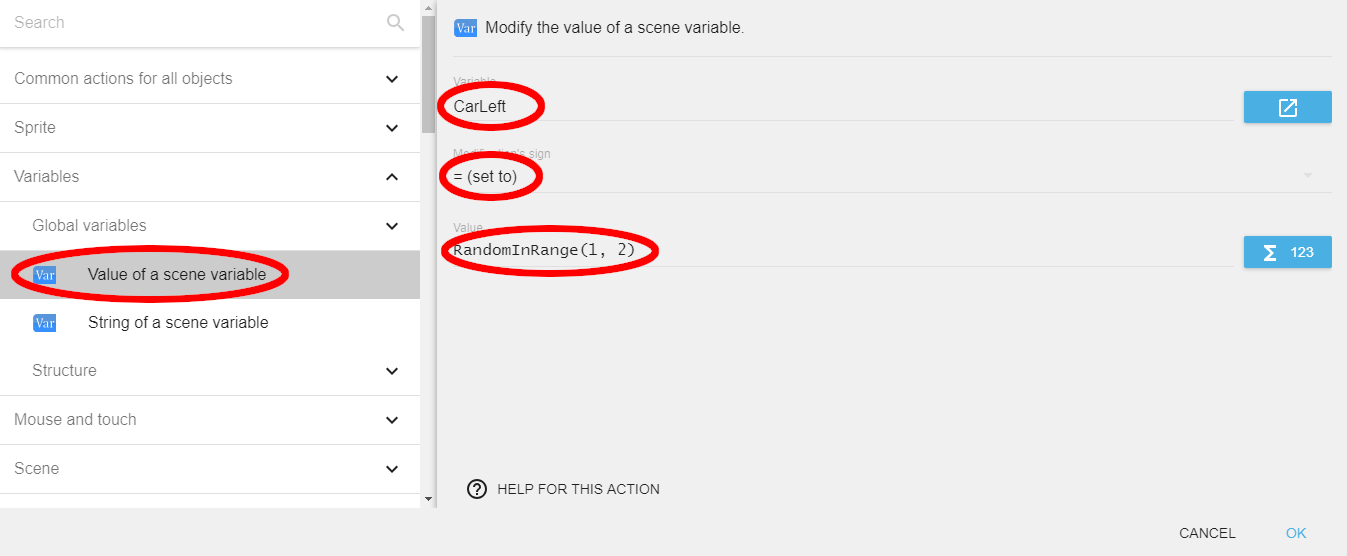 Search
Common actions for all objects
Sprite
Variables
Global variables
Var Value of a scene variable
Var String of a scene variable
Structure
Mouse and touch
Scene
Var Modify the value of a scene variable.
Variable
CarLeft
Modification's sign
= (set to)
Value
RandomInRange(1, 2)
Σ 123
? HELP FOR THIS ACTION
CANCEL OK